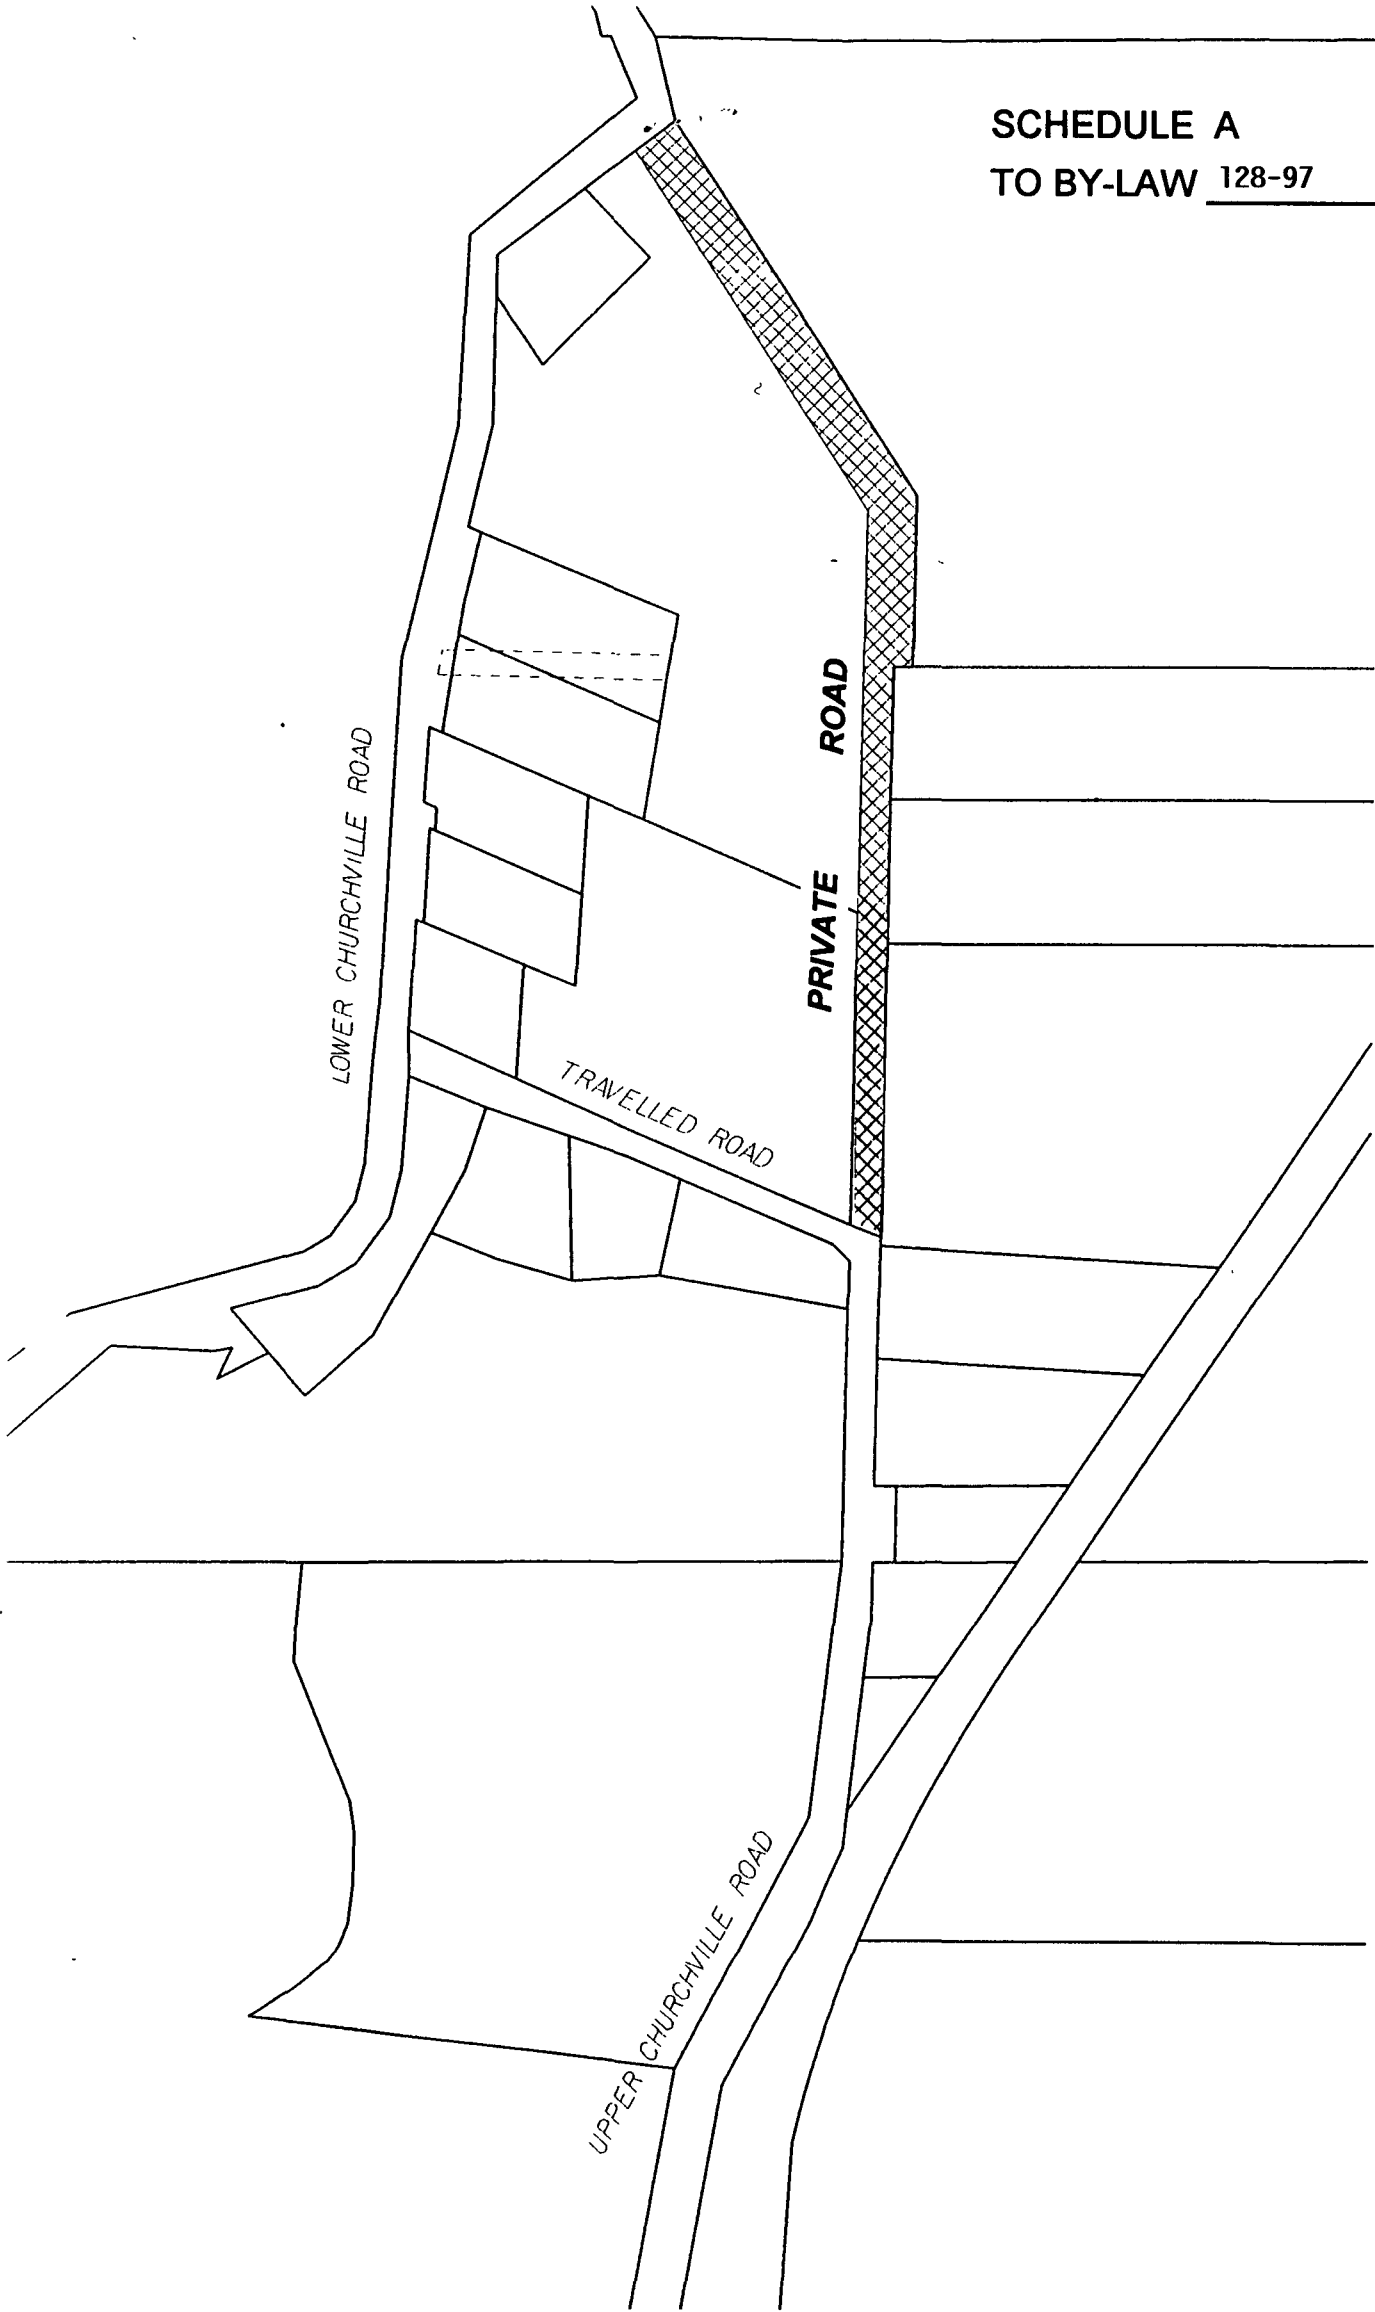 SCHEDULE A
TO BY-LAW 128-97
LOWER CHURCHVILLE ROAD
PRIVATE ROAD
TRAVELLED ROAD
UPPER CHURCHVILLE ROAD